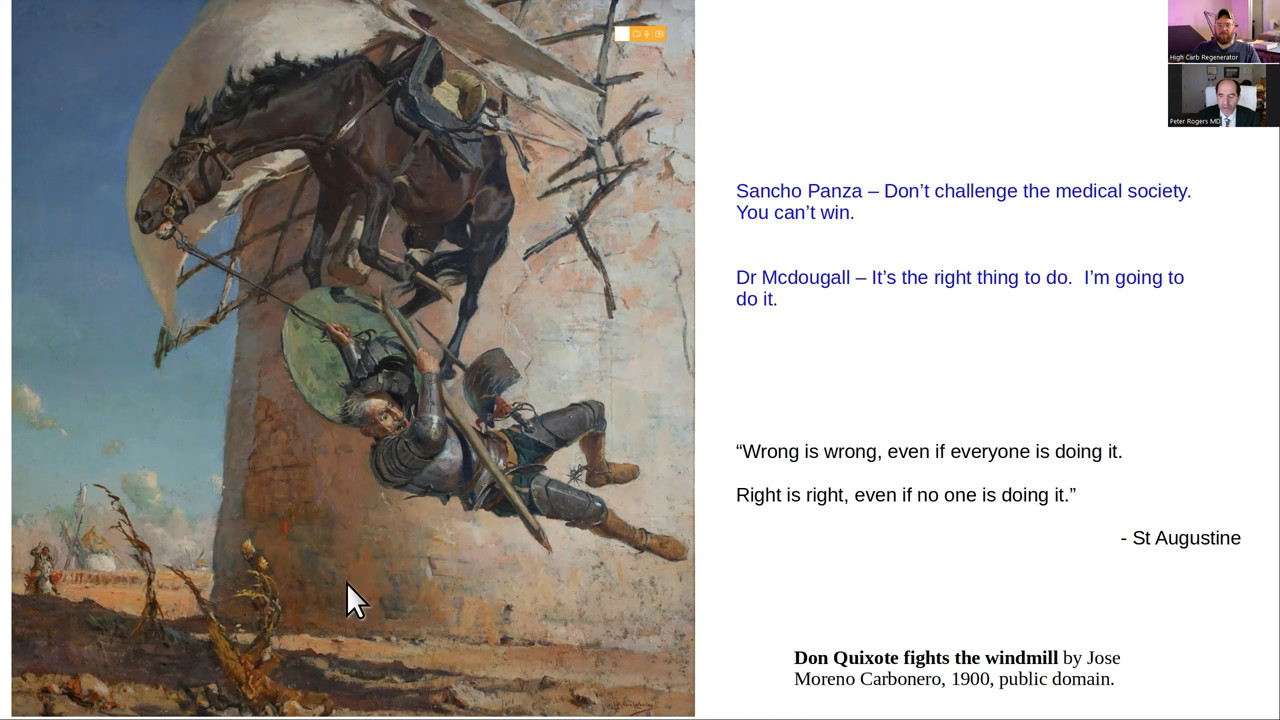 High Carb Regenerator
Peter Rogers MD
Sancho Panza – Don’t challenge the medical society.
You can’t win.
Dr Mcdougall – It’s the right thing to do.  I’m going to
do it.
“Wrong is wrong, even if everyone is doing it.
Right is right, even if no one is doing it.”
- St Augustine
Don Quixote fights the windmill by Jose
Moreno Carbonero, 1900, public domain.